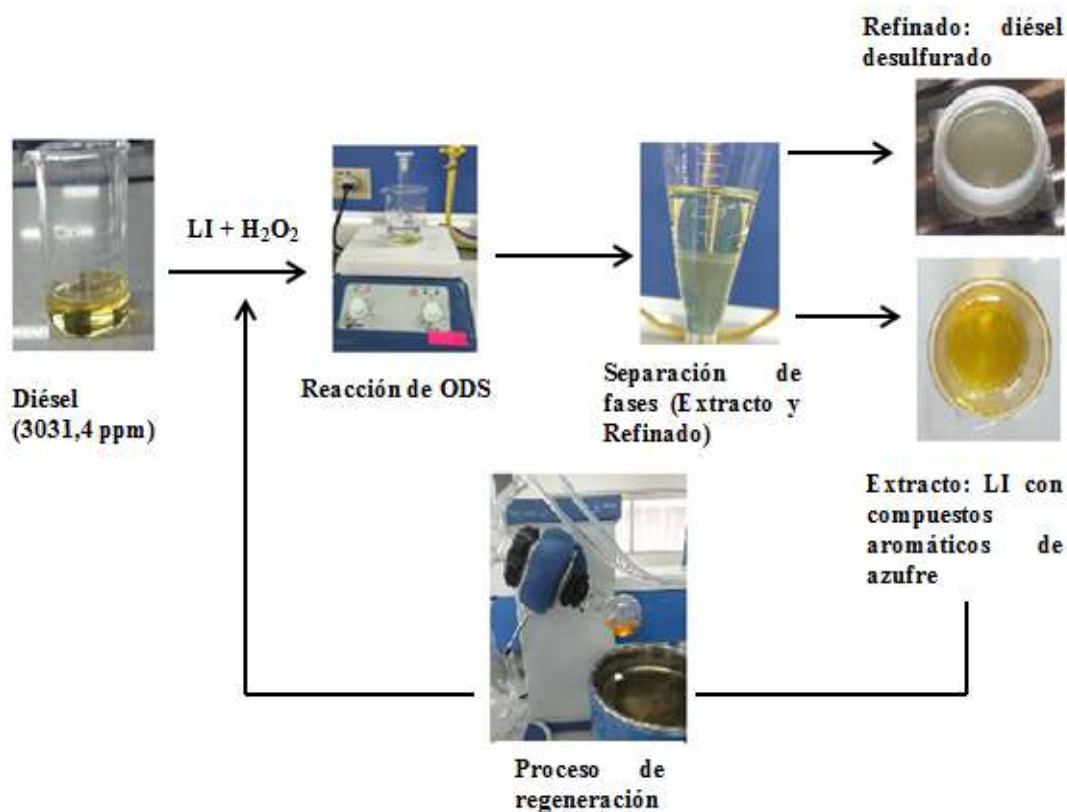 Refinado: diésel
desulfurado
LI + H₂O₂
Diésel
(3031,4 ppm)
Reacción de ODS
Separación de
fases (Extracto y
Refinado)
Extracto: LI con
compuestos
aromáticos de
azufre
Proceso de
regeneración